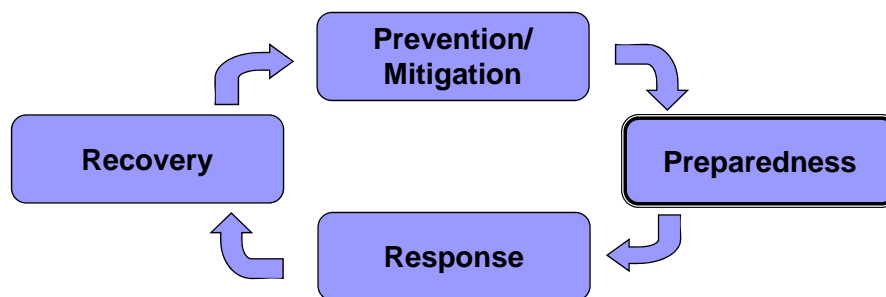 Prevention/
Mitigation
Recovery
Preparedness
Response